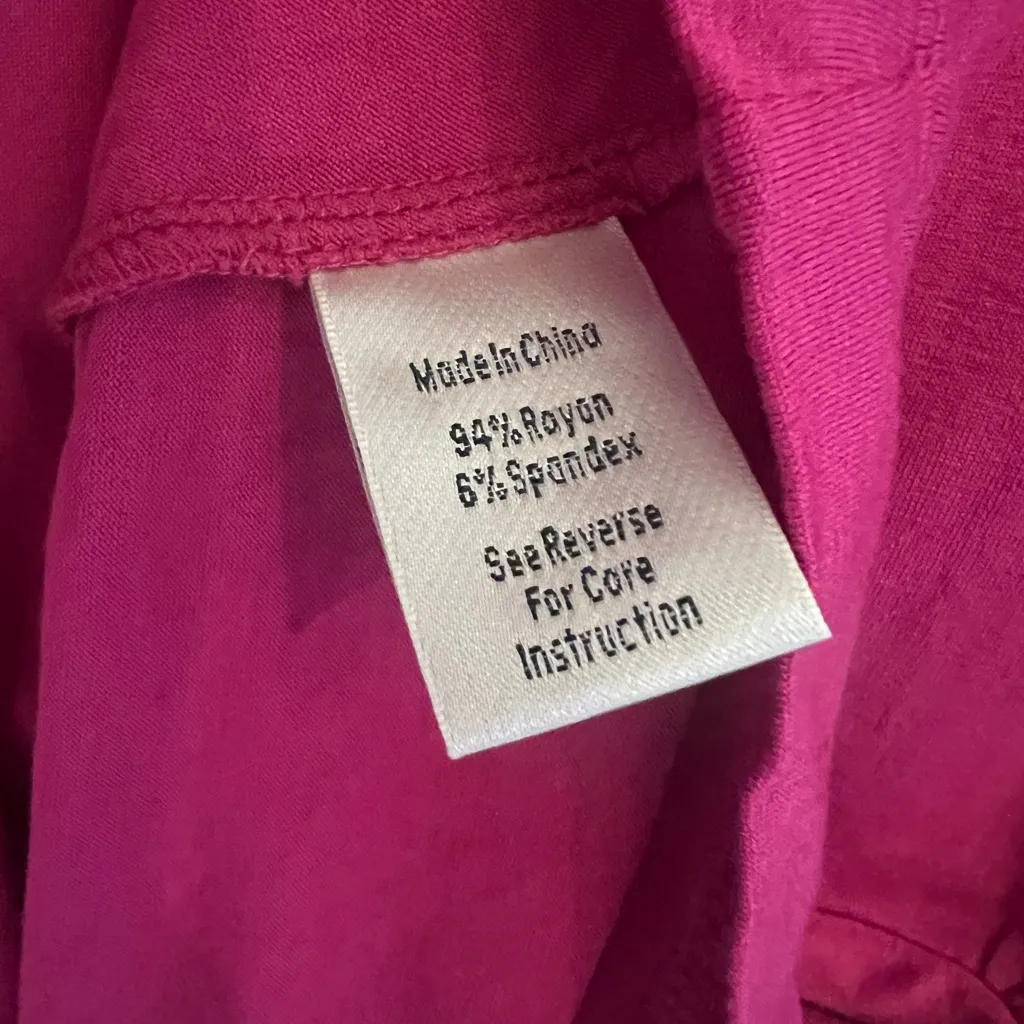 Made In China
94% Rayon
6% Spandex
See Reverse
For Care
Instruction